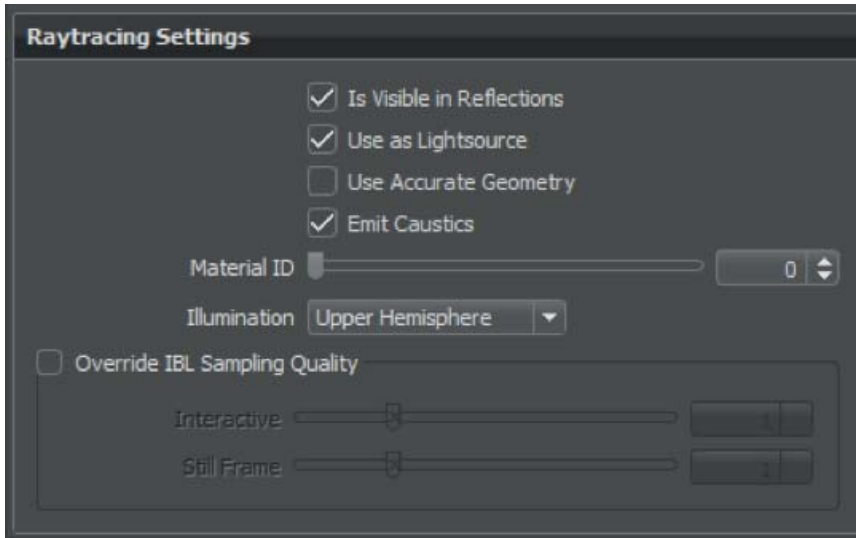 Raytracing Settings
Is Visible in Reflections
Use as Lightsource
Use Accurate Geometry
Emit Caustics
Material ID 0
Illumination Upper Hemisphere
Override IBL Sampling Quality
Interactive 1
Still Frame 1